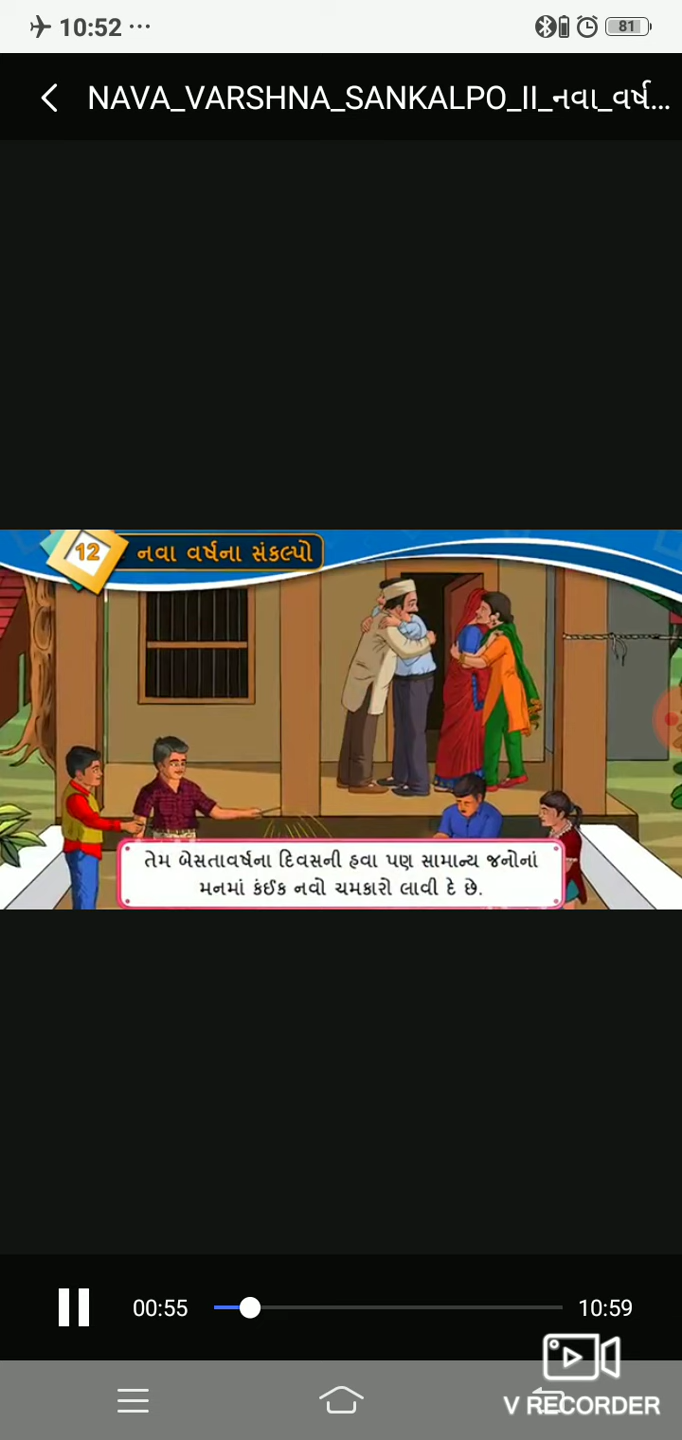 10:52 ...
81
NAVA_VARSHNA_SANKALPO_II_નવા_વર્ષ...
12 નવા વર્ષના સંકલ્પો
તેમ બેસતાવર્ષના દિવસની હવા પણ સામાન્ય જનોનાં
મનમાં કંઈક નવો ચમકારો લાવી દે છે.
00:55 10:59
V RECORDER